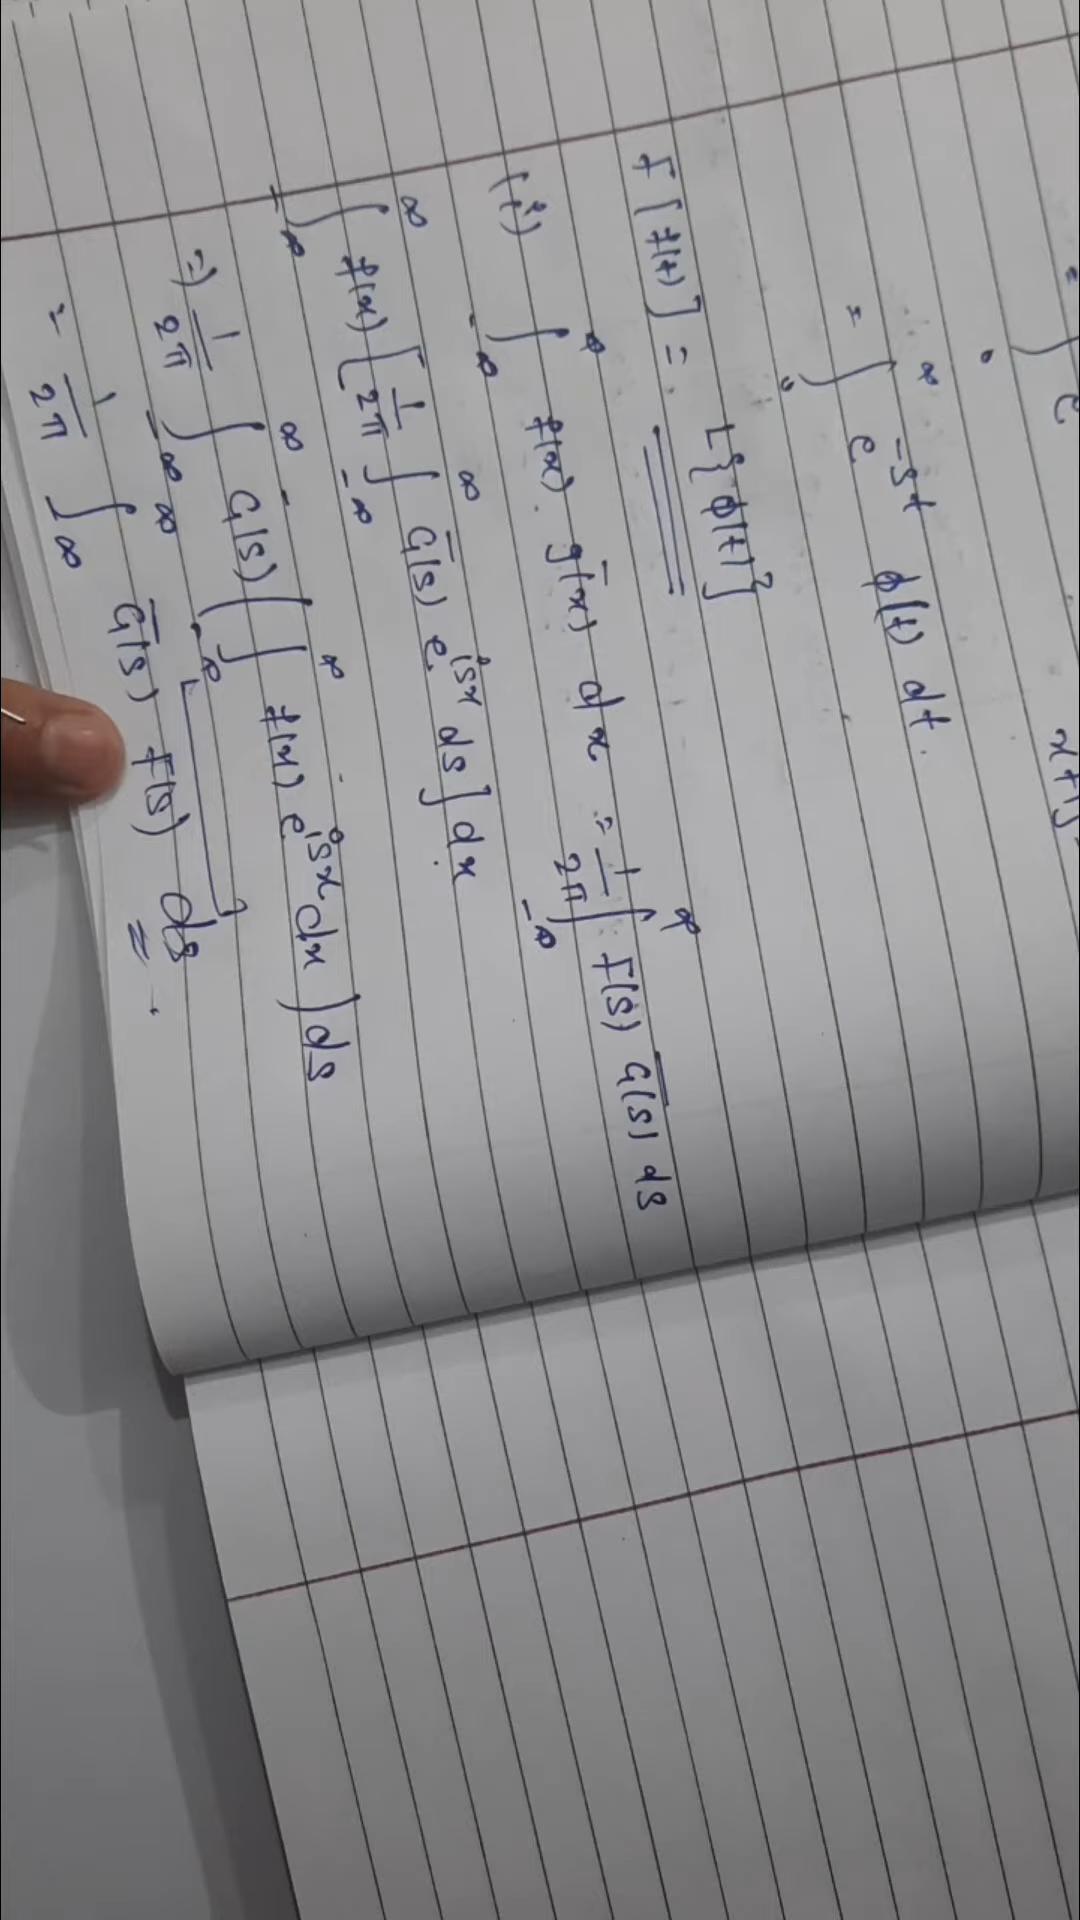 = ∫ e x+y
= ∫₀^∞ e^{-st} φ(t) dt.
F[f(t)] = L{φ(t)}
(i) ∫_{-∞}^{∞} f(x). g̅(x) dx = 1/2π ∫_{-∞}^{∞} F(s) G̅(s) ds
∫_{-∞}^{∞} f(x) [1/2π ∫_{-∞}^{∞} G̅(s) e^{isx} ds] dx
=) 1/2π ∫_{-∞}^{∞} G̅(s) (∫_{-∞}^{∞} f(x) e^{isx} dx) ds
= 1/2π ∫_{∞}^{∞} G̅(s) F(s) ds